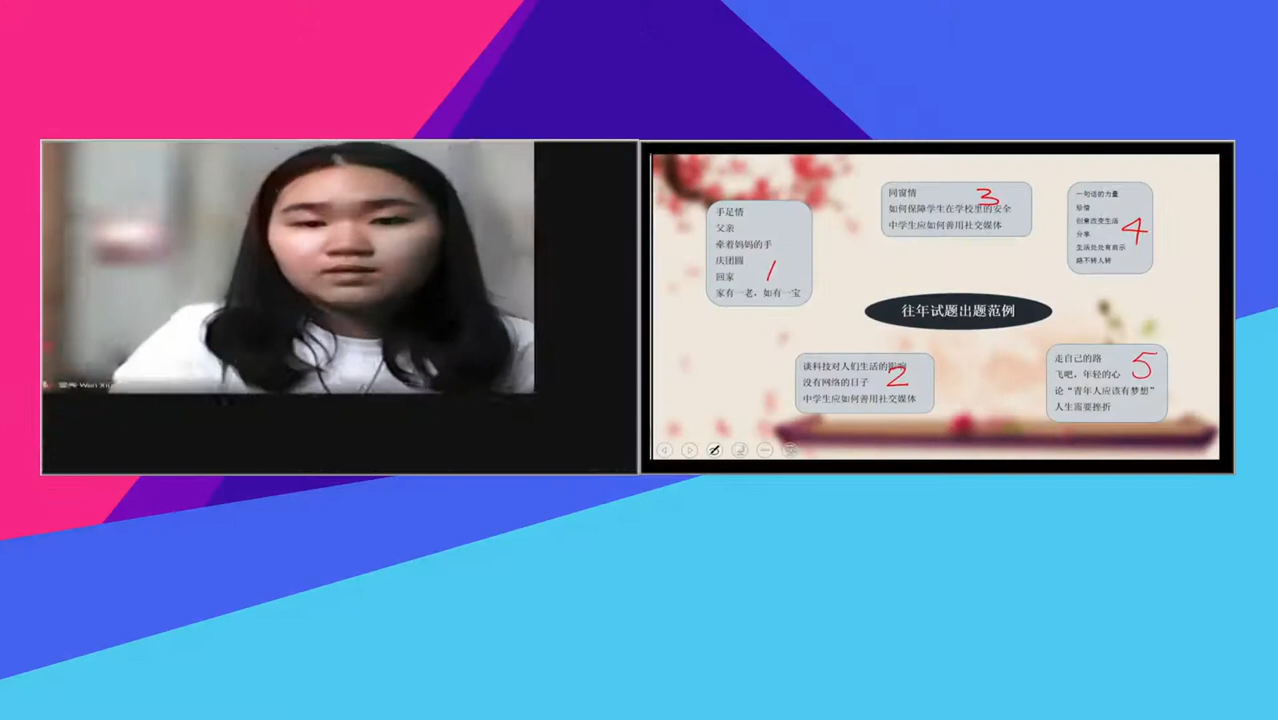 Wan Xiu
手足情
父亲
牵着妈妈的手
庆团圆
回家
家有一老，如有一宝
1
同窗情
如何保障学生在学校里的安全
中学生应如何善用社交媒体
3
一句话的力量
珍惜
创意改变生活
分享
生活处处有启示
路不转人转
4
往年试题出题范例
谈科技对人们生活的影响
没有网络的日子
中学生应如何善用社交媒体
2
走自己的路
飞吧，年轻的心
论“青年人应该有梦想”
人生需要挫折
5